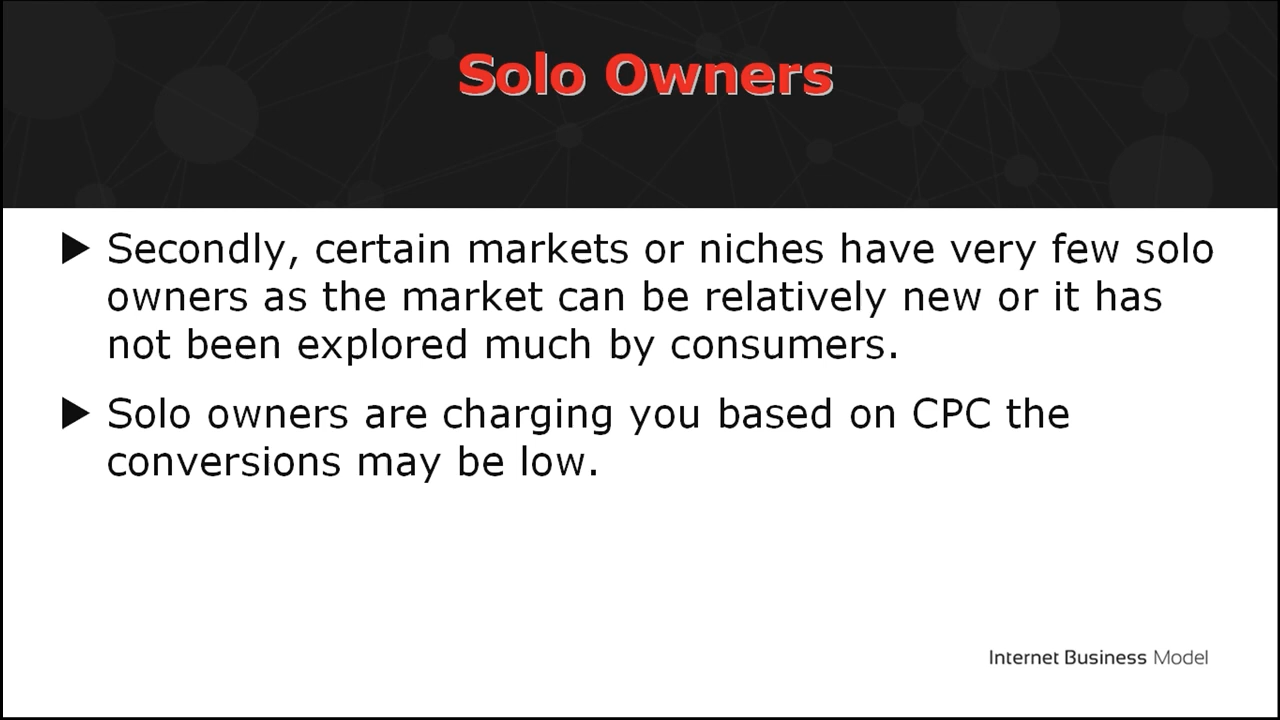 Solo Owners
Secondly, certain markets or niches have very few solo
owners as the market can be relatively new or it has
not been explored much by consumers.
Solo owners are charging you based on CPC the
conversions may be low.
Internet Business Model